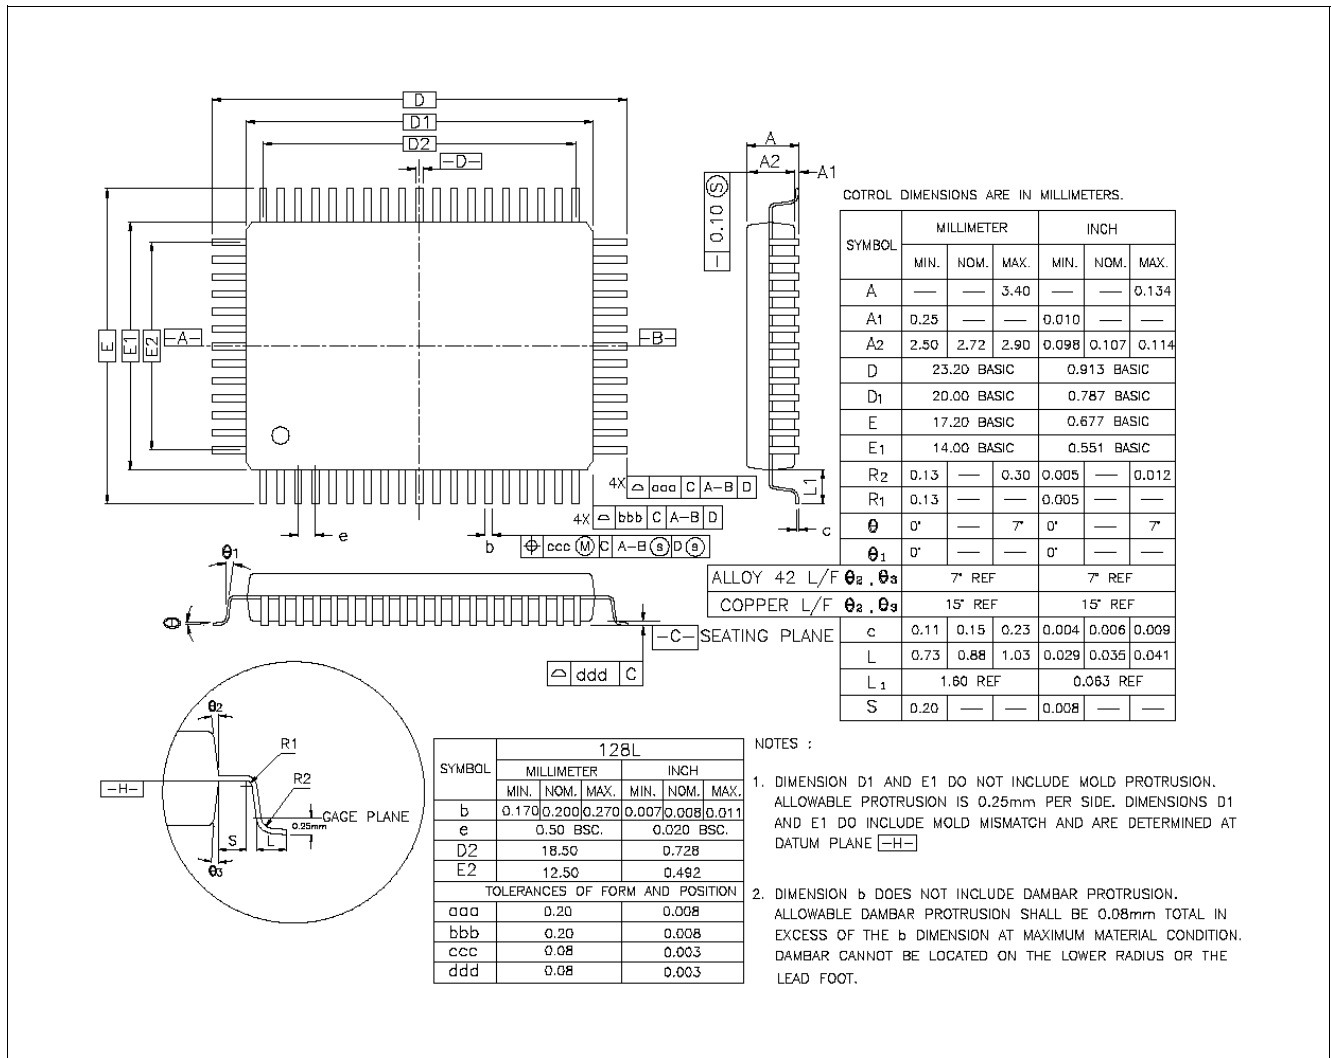 D
D1
D2
-D-
E
E1
E2
-A-
-B-
A
A2
A1
0.10 S
L1
c
e
b
4X aaa C A-B D
4X bbb C A-B D
ccc M C A-B S D S
θ1
θ
-C- SEATING PLANE
ddd C
θ2
R1
R2
-H-
GAGE PLANE
0.25mm
S
L
θ3
COTROL DIMENSIONS ARE IN MILLIMETERS.
SYMBOL MILLIMETER INCH
MIN. NOM. MAX. MIN. NOM. MAX.
A — — 3.40 — — 0.134
A1 0.25 — — 0.010 — —
A2 2.50 2.72 2.90 0.098 0.107 0.114
D 23.20 BASIC 0.913 BASIC
D1 20.00 BASIC 0.787 BASIC
E 17.20 BASIC 0.677 BASIC
E1 14.00 BASIC 0.551 BASIC
R2 0.13 — 0.30 0.005 — 0.012
R1 0.13 — — 0.005 — —
θ 0° — 7° 0° — 7°
θ1 0° — — 0° — —
ALLOY 42 L/F θ2,θ3 7° REF 7° REF
COPPER L/F θ2,θ3 15° REF 15° REF
c 0.11 0.15 0.23 0.004 0.006 0.009
L 0.73 0.88 1.03 0.029 0.035 0.041
L1 1.60 REF 0.063 REF
S 0.20 — — 0.008 — —
128L
SYMBOL MILLIMETER INCH
MIN. NOM. MAX. MIN. NOM. MAX.
b 0.170 0.200 0.270 0.007 0.008 0.011
e 0.50 BSC. 0.020 BSC.
D2 18.50 0.728
E2 12.50 0.492
TOLERANCES OF FORM AND POSITION
aaa 0.20 0.008
bbb 0.20 0.008
ccc 0.08 0.003
ddd 0.08 0.003
NOTES :
1. DIMENSION D1 AND E1 DO NOT INCLUDE MOLD PROTRUSION.
ALLOWABLE PROTRUSION IS 0.25mm PER SIDE. DIMENSIONS D1
AND E1 DO INCLUDE MOLD MISMATCH AND ARE DETERMINED AT
DATUM PLANE -H-
2. DIMENSION b DOES NOT INCLUDE DAMBAR PROTRUSION.
ALLOWABLE DAMBAR PROTRUSION SHALL BE 0.08mm TOTAL IN
EXCESS OF THE b DIMENSION AT MAXIMUM MATERIAL CONDITION.
DAMBAR CANNOT BE LOCATED ON THE LOWER RADIUS OR THE
LEAD FOOT.